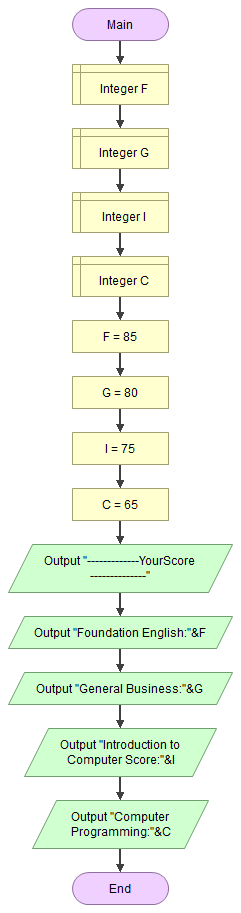 Main
Integer F
Integer G
Integer I
Integer C
F = 85
G = 80
I = 75
C = 65
Output "-------------YourScore
--------------"
Output "Foundation English:"&F
Output "General Business:"&G
Output "Introduction to
Computer Score:"&I
Output "Computer
Programming:"&C
End